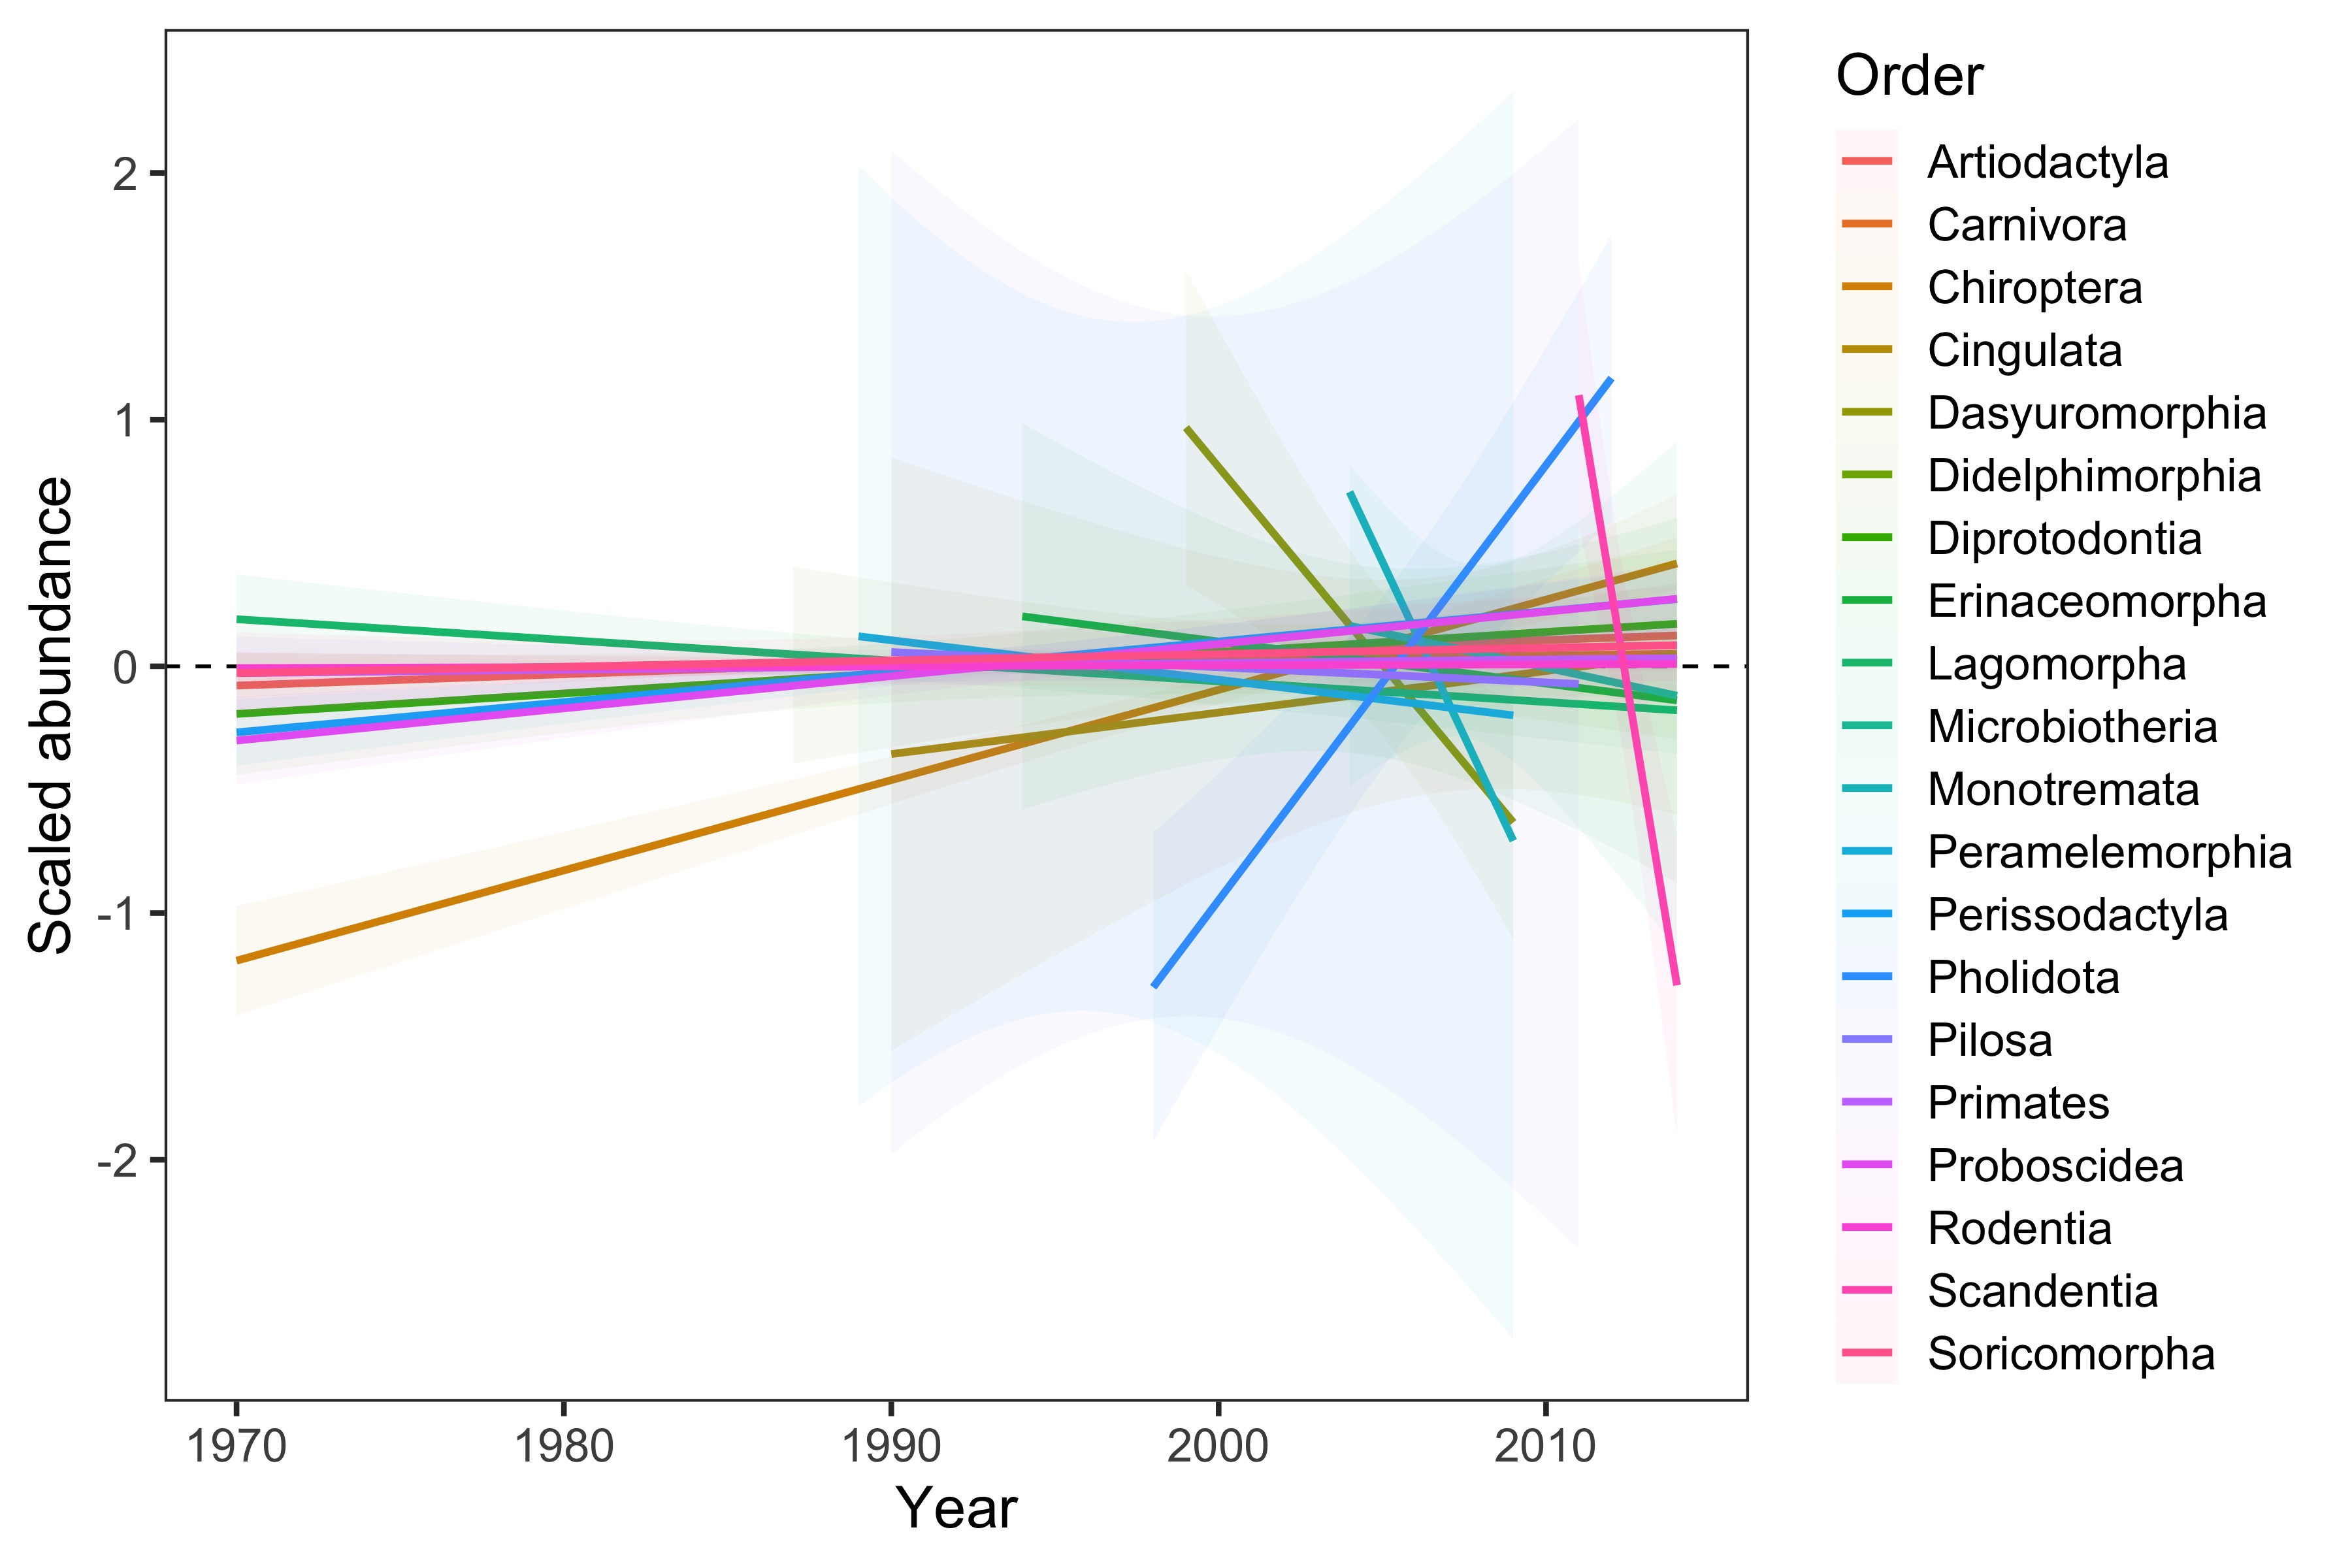 Scaled abundance
2
1
0
-1
-2
1970
1980
1990
2000
2010
Year
Order
Artiodactyla
Carnivora
Chiroptera
Cingulata
Dasyuromorphia
Didelphimorphia
Diprotodontia
Erinaceomorpha
Lagomorpha
Microbiotheria
Monotremata
Peramelemorphia
Perissodactyla
Pholidota
Pilosa
Primates
Proboscidea
Rodentia
Scandentia
Soricomorpha